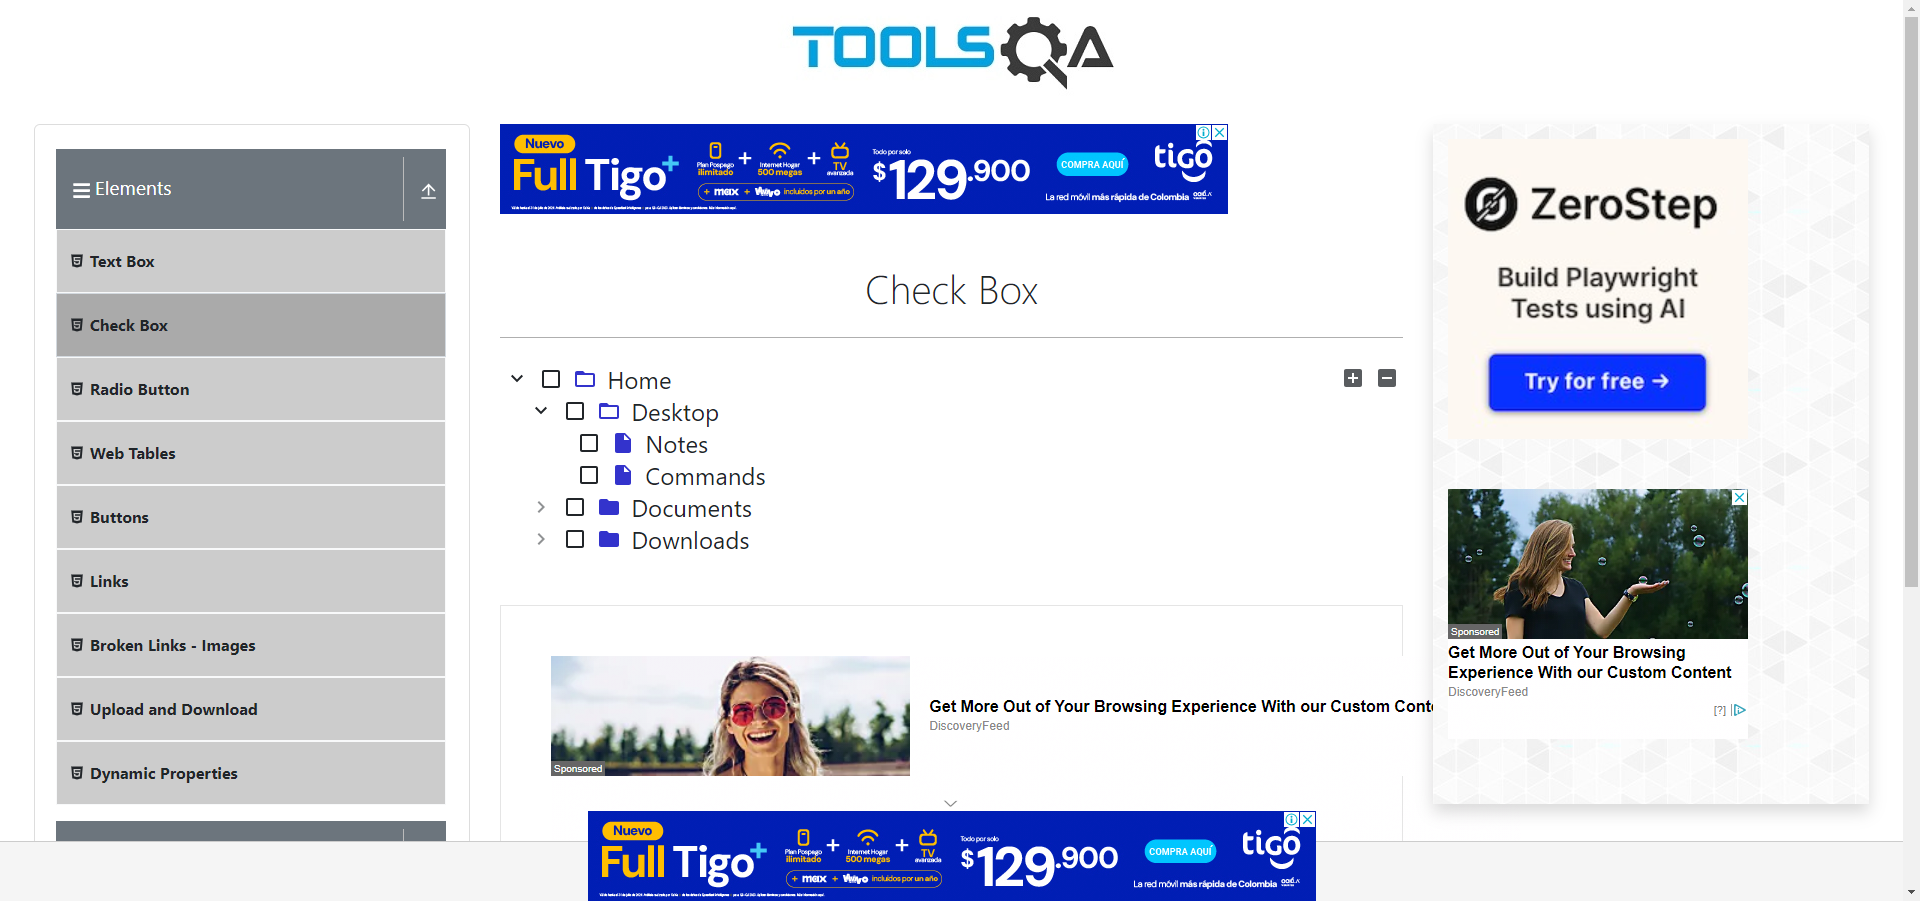 TOOLSQA
Elements
Text Box
Check Box
Radio Button
Web Tables
Buttons
Links
Broken Links - Images
Upload and Download
Dynamic Properties
Nuevo
Full Tigo+
Plan Pospago
ilimitado
+
Internet Hogar
500 megas
+
TV
avanzada
+ max + incluidos por un año
Todo por solo
$129.900
COMPRA AQUÍ
tigo
La red móvil más rápida de Colombia
Check Box
Home
Desktop
Notes
Commands
Documents
Downloads
Sponsored
Get More Out of Your Browsing Experience With our Custom Conte
DiscoveryFeed
ZeroStep
Build Playwright
Tests using AI
Try for free →
Sponsored
Get More Out of Your Browsing
Experience With our Custom Content
DiscoveryFeed
[?]
Nuevo
Full Tigo+
Plan Pospago
ilimitado
+
Internet Hogar
500 megas
+
TV
avanzada
+ max + incluidos por un año
Todo por solo
$129.900
COMPRA AQUÍ
tigo
La red móvil más rápida de Colombia